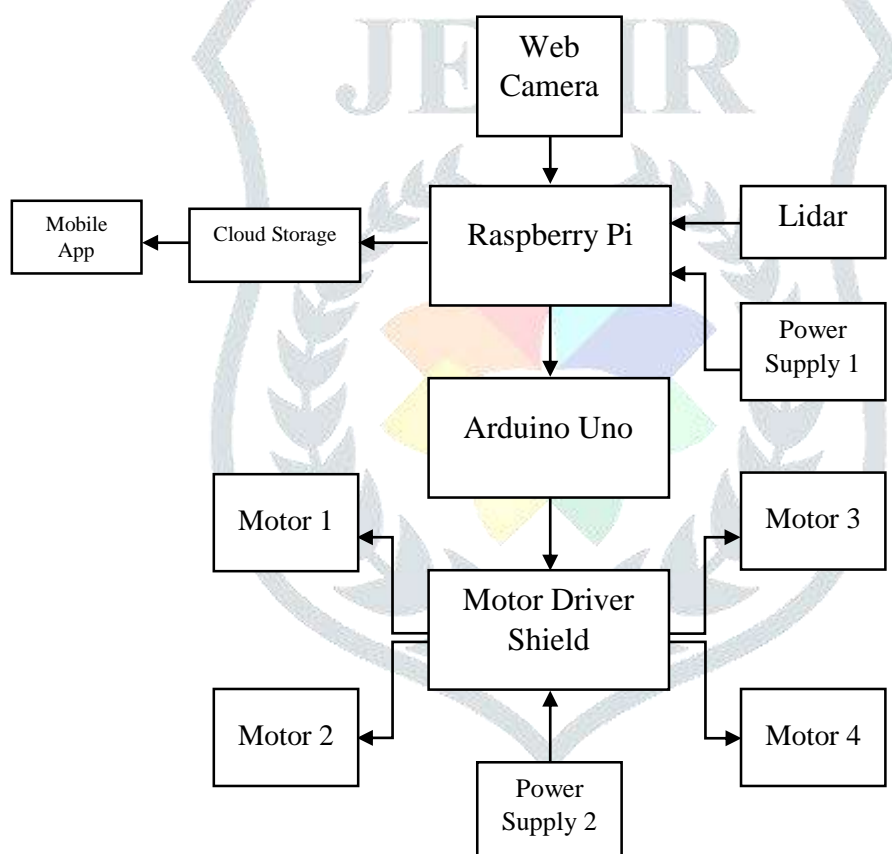 Web
Camera
Mobile
App
Cloud Storage
Raspberry Pi
Lidar
Power
Supply 1
Arduino Uno
Motor 1
Motor 3
Motor Driver
Shield
Motor 2
Motor 4
Power
Supply 2